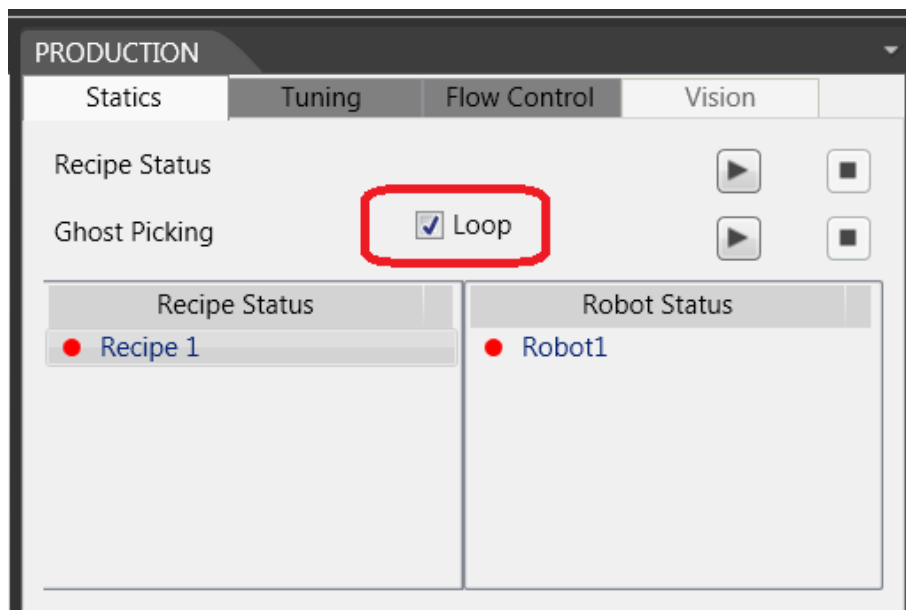 PRODUCTION
Statics Tuning Flow Control Vision
Recipe Status
Ghost Picking Loop
Recipe Status Robot Status
Recipe 1 Robot1